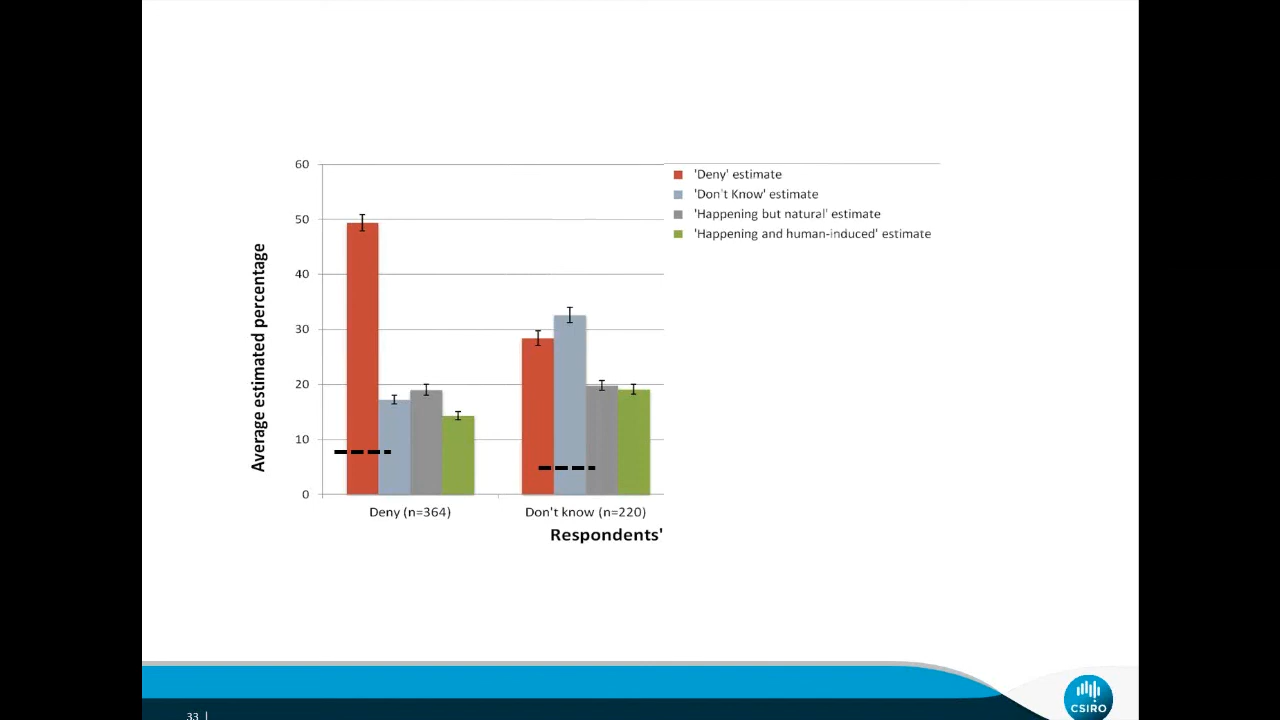 60
50
40
30
20
10
0
Average estimated percentage
'Deny' estimate
'Don't Know' estimate
'Happening but natural' estimate
'Happening and human-induced' estimate
Deny (n=364)
Don't know (n=220)
Respondents'
33 |
CSIRO